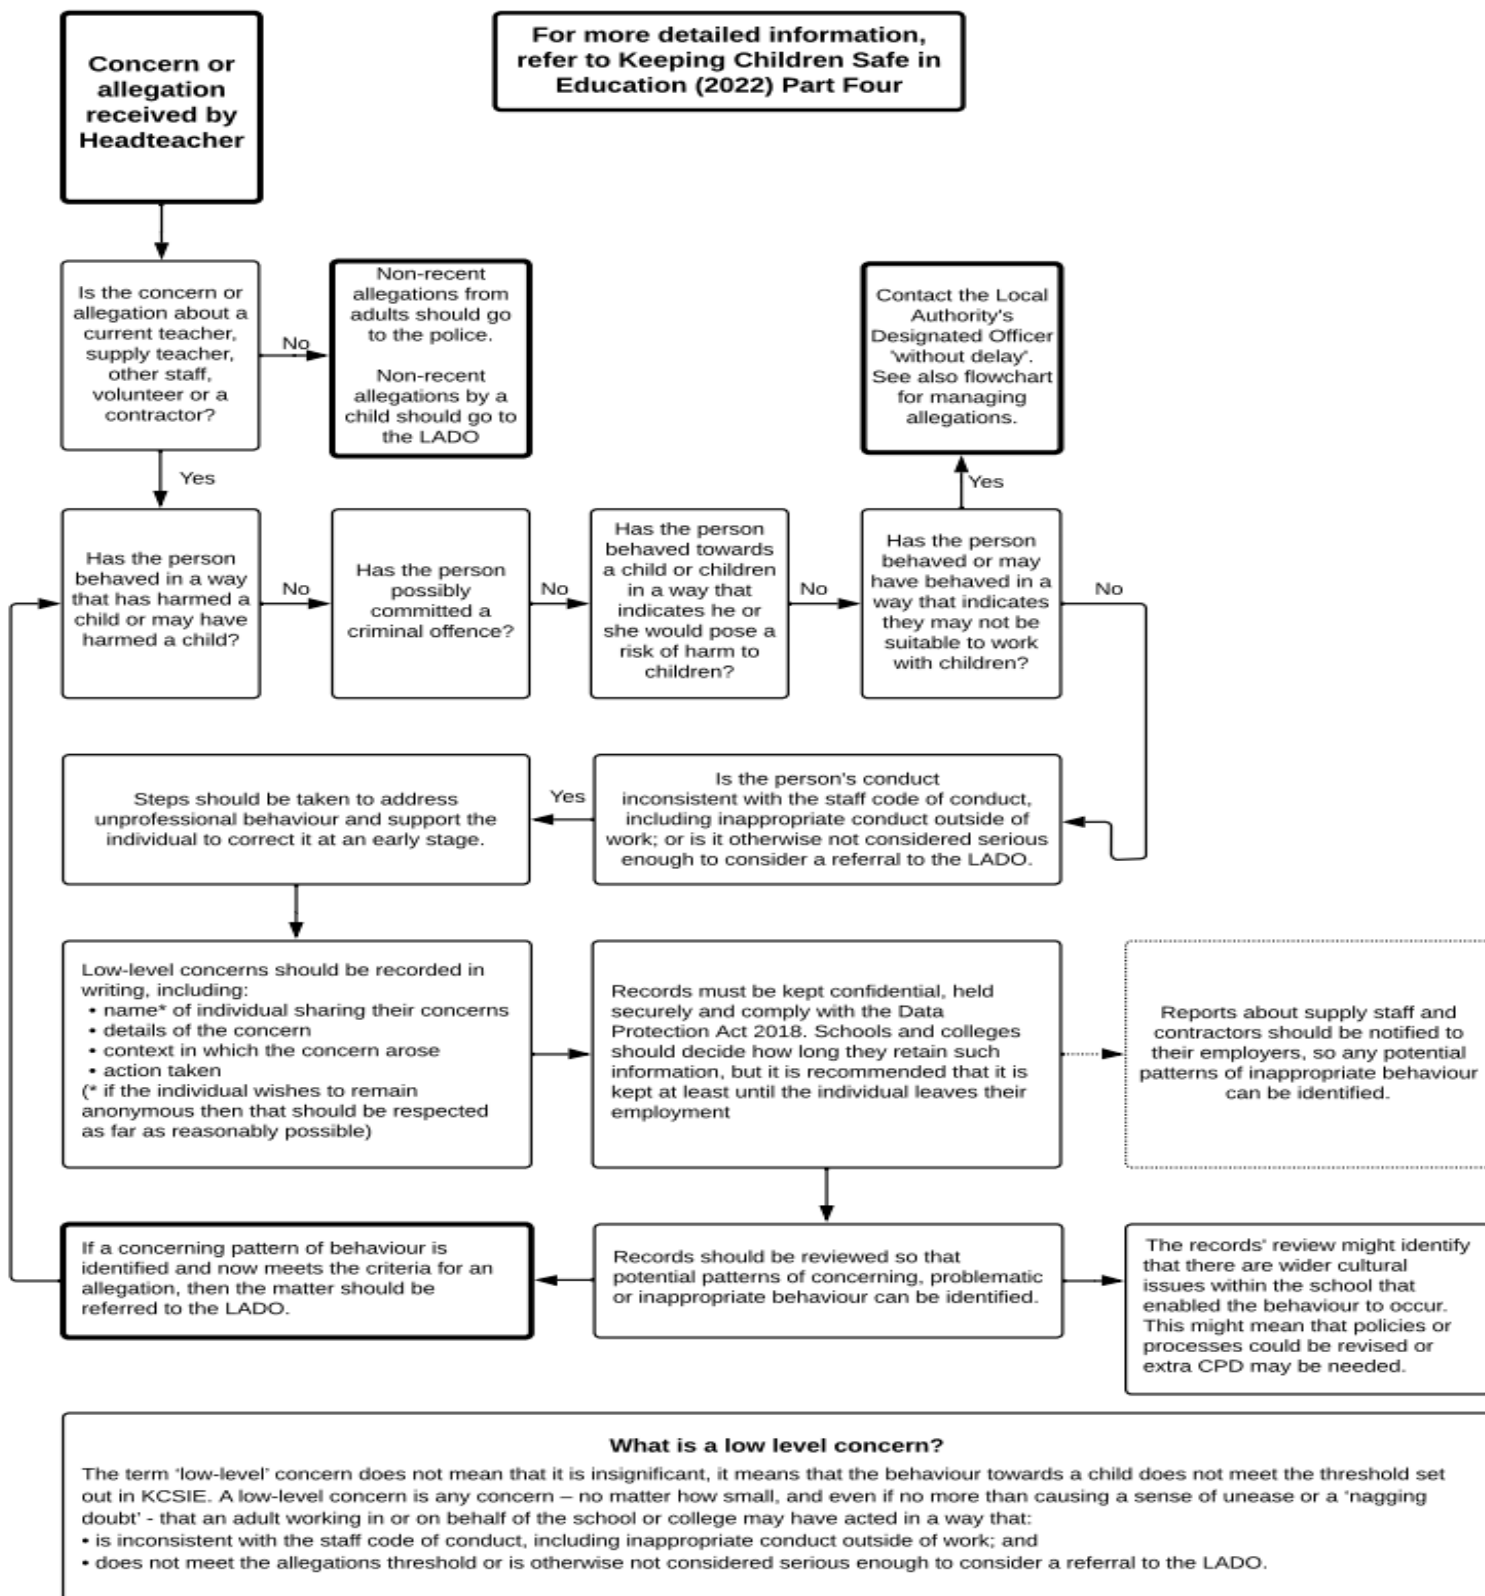 Concern or
allegation
received by
Headteacher
For more detailed information,
refer to Keeping Children Safe in
Education (2022) Part Four
Is the concern or
allegation about a
current teacher,
supply teacher,
other staff,
volunteer or a
contractor?
No
Non-recent
allegations from
adults should go
to the police.
Non-recent
allegations by a
child should go to
the LADO
Contact the Local
Authority's
Designated Officer
'without delay'.
See also flowchart
for managing
allegations.
Yes
Yes
Has the person
behaved in a way
that has harmed a
child or may have
harmed a child?
No
Has the person
possibly
committed a
criminal offence?
No
Has the person
behaved towards
a child or children
in a way that
indicates he or
she would pose a
risk of harm to
children?
No
Has the person
behaved or may
have behaved in a
way that indicates
they may not be
suitable to work
with children?
No
Steps should be taken to address
unprofessional behaviour and support the
individual to correct it at an early stage.
Yes
Is the person's conduct
inconsistent with the staff code of conduct,
including inappropriate conduct outside of
work; or is it otherwise not considered serious
enough to consider a referral to the LADO.
Low-level concerns should be recorded in
writing, including:
• name* of individual sharing their concerns
• details of the concern
• context in which the concern arose
• action taken
(* if the individual wishes to remain
anonymous then that should be respected
as far as reasonably possible)
Records must be kept confidential, held
securely and comply with the Data
Protection Act 2018. Schools and colleges
should decide how long they retain such
information, but it is recommended that it is
kept at least until the individual leaves their
employment
Reports about supply staff and
contractors should be notified to
their employers, so any potential
patterns of inappropriate behaviour
can be identified.
If a concerning pattern of behaviour is
identified and now meets the criteria for an
allegation, then the matter should be
referred to the LADO.
Records should be reviewed so that
potential patterns of concerning, problematic
or inappropriate behaviour can be identified.
The records' review might identify
that there are wider cultural
issues within the school that
enabled the behaviour to occur.
This might mean that policies or
processes could be revised or
extra CPD may be needed.
What is a low level concern?
The term 'low-level' concern does not mean that it is insignificant, it means that the behaviour towards a child does not meet the threshold set
out in KCSIE. A low-level concern is any concern – no matter how small, and even if no more than causing a sense of unease or a 'nagging
doubt' - that an adult working in or on behalf of the school or college may have acted in a way that:
• is inconsistent with the staff code of conduct, including inappropriate conduct outside of work; and
• does not meet the allegations threshold or is otherwise not considered serious enough to consider a referral to the LADO.